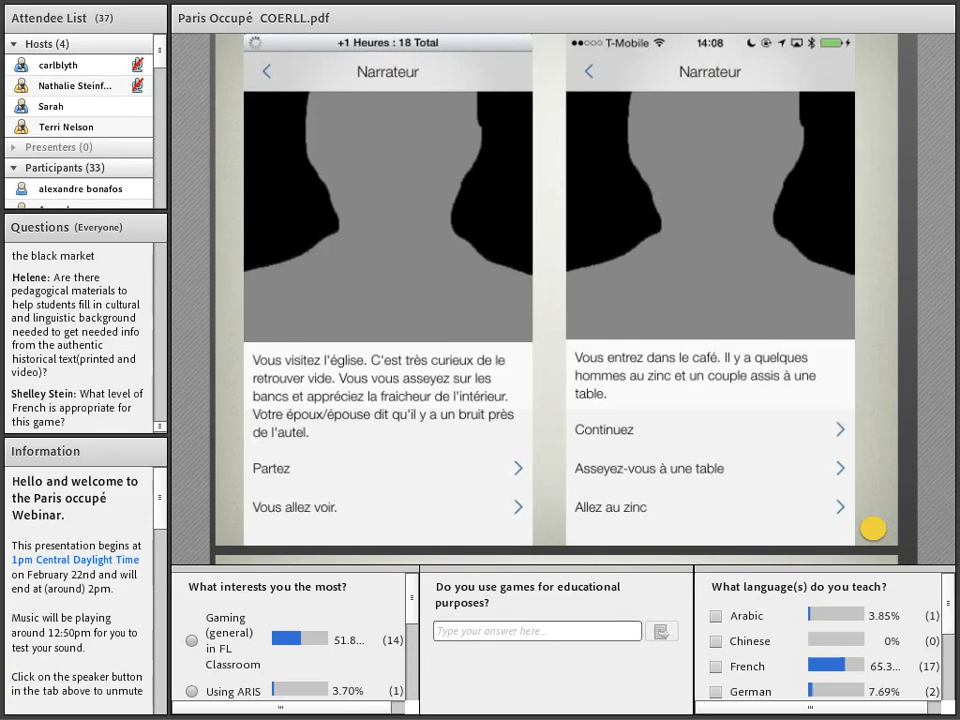 Attendee List (37)
Hosts (4)
carlblyth
Nathalie Steinf...
Sarah
Terri Nelson
Presenters (0)
Participants (33)
alexandre bonafos
Questions (Everyone)
the black market
Helene: Are there
pedagogical materials to
help students fill in cultural
and linguistic background
needed to get needed info
from the authentic
historical text(printed and
video)?
Shelley Stein: What level of
French is appropriate for
this game?
Information
Hello and welcome to
the Paris occupé
Webinar.
This presentation begins at
1pm Central Daylight Time
on February 22nd and will
end at (around) 2pm.
Music will be playing
around 12:50pm for you to
test your sound.
Click on the speaker button
in the tab above to unmute
Paris Occupé COERLL.pdf
+1 Heures : 18 Total
Narrateur
Vous visitez l'église. C'est très curieux de le
retrouver vide. Vous vous asseyez sur les
bancs et appréciez la fraicheur de l'intérieur.
Votre époux/épouse dit qu'il y a un bruit près
de l'autel.
Partez
Vous allez voir.
T-Mobile 14:08
Narrateur
Vous entrez dans le café. Il y a quelques
hommes au zinc et un couple assis à une
table.
Continuez
Asseyez-vous à une table
Allez au zinc
What interests you the most?
Gaming
(general)
in FL
Classroom
51.8... (14)
Using ARIS 3.70% (1)
Do you use games for educational
purposes?
Type your answer here...
What language(s) do you teach?
Arabic 3.85% (1)
Chinese 0% (0)
French 65.3... (17)
German 7.69% (2)